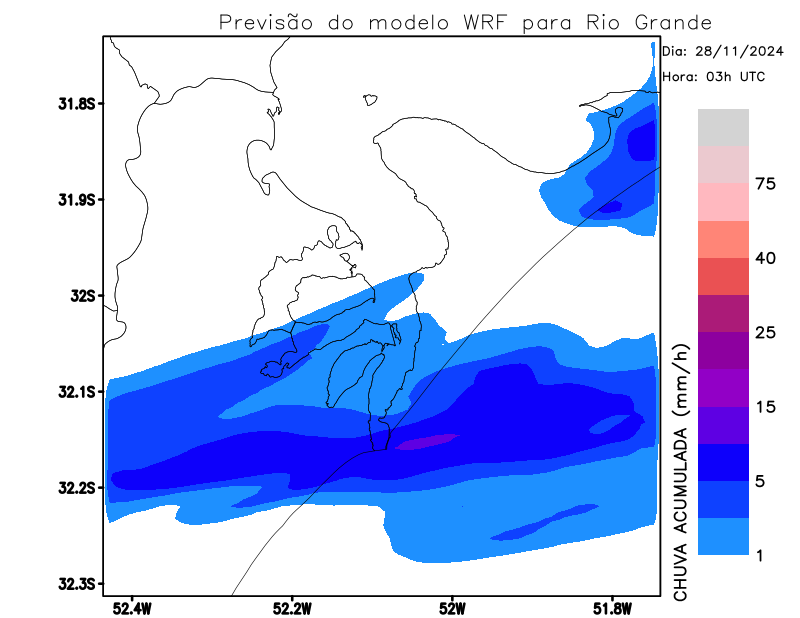 Previsão do modelo WRF para Rio Grande
Dia: 28/11/2024
Hora: 03h UTC
31.8S
31.9S
32S
32.1S
32.2S
32.3S
52.4W
52.2W
52W
51.8W
75
40
25
15
5
1
CHUVA ACUMULADA (mm/h)